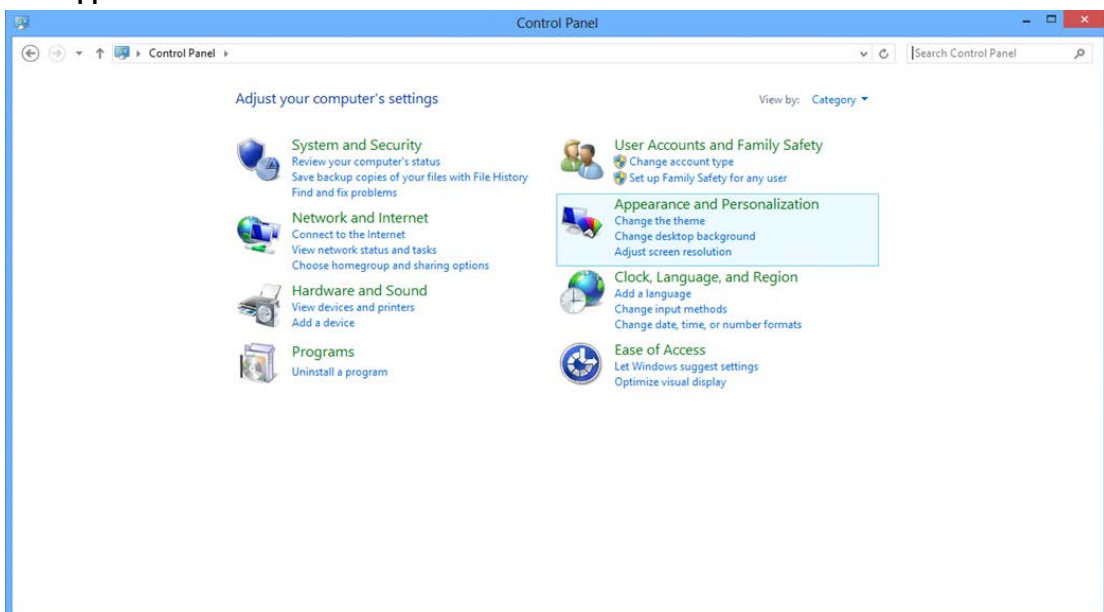 Control Panel
Control Panel
Search Control Panel
Adjust your computer's settings
View by: Category
System and Security
Review your computer's status
Save backup copies of your files with File History
Find and fix problems
Network and Internet
Connect to the Internet
View network status and tasks
Choose homegroup and sharing options
Hardware and Sound
View devices and printers
Add a device
Programs
Uninstall a program
User Accounts and Family Safety
Change account type
Set up Family Safety for any user
Appearance and Personalization
Change the theme
Change desktop background
Adjust screen resolution
Clock, Language, and Region
Add a language
Change input methods
Change date, time, or number formats
Ease of Access
Let Windows suggest settings
Optimize visual display